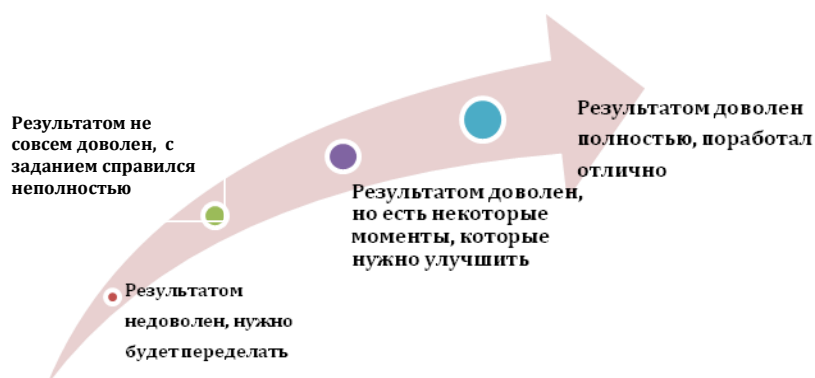 Результатом не
совсем доволен, с
заданием справился
неполностью
Результатом доволен
полностью, поработал
отлично
Результатом доволен,
но есть некоторые
моменты, которые
нужно улучшить
Результатом
недоволен, нужно
будет переделать